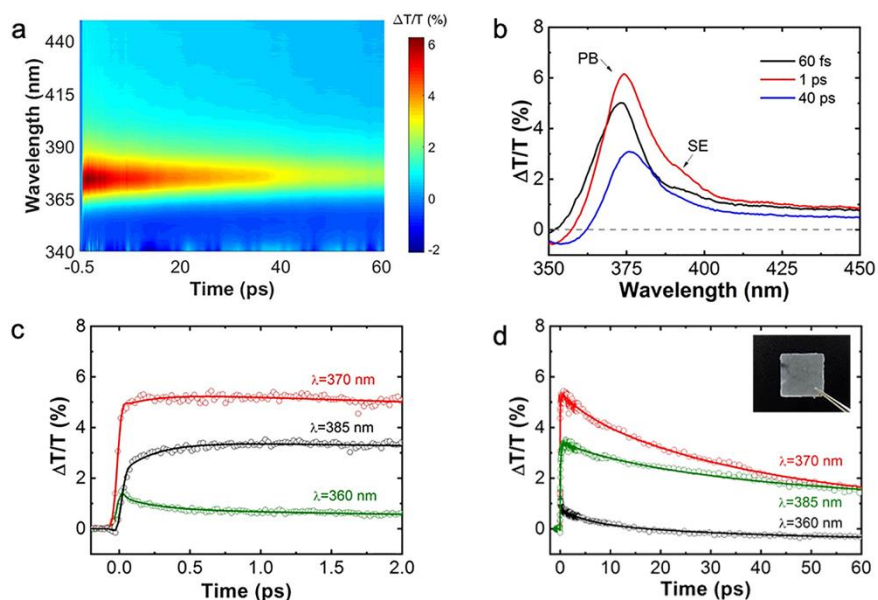 a
ΔT/T (%)
Wavelength (nm)
450
415
390
365
340
-0.5
20
40
60
Time (ps)
6
4
2
0
-2
b
ΔT/T (%)
8
6
4
2
0
PB
SE
60 fs
1 ps
40 ps
350
375
400
425
450
Wavelength (nm)
c
ΔT/T (%)
8
6
4
2
0
λ=370 nm
λ=385 nm
λ=360 nm
0.0
0.5
1.0
1.5
2.0
Time (ps)
d
ΔT/T (%)
8
6
4
2
0
λ=370 nm
λ=385 nm
λ=360 nm
0
10
20
30
40
50
60
Time (ps)